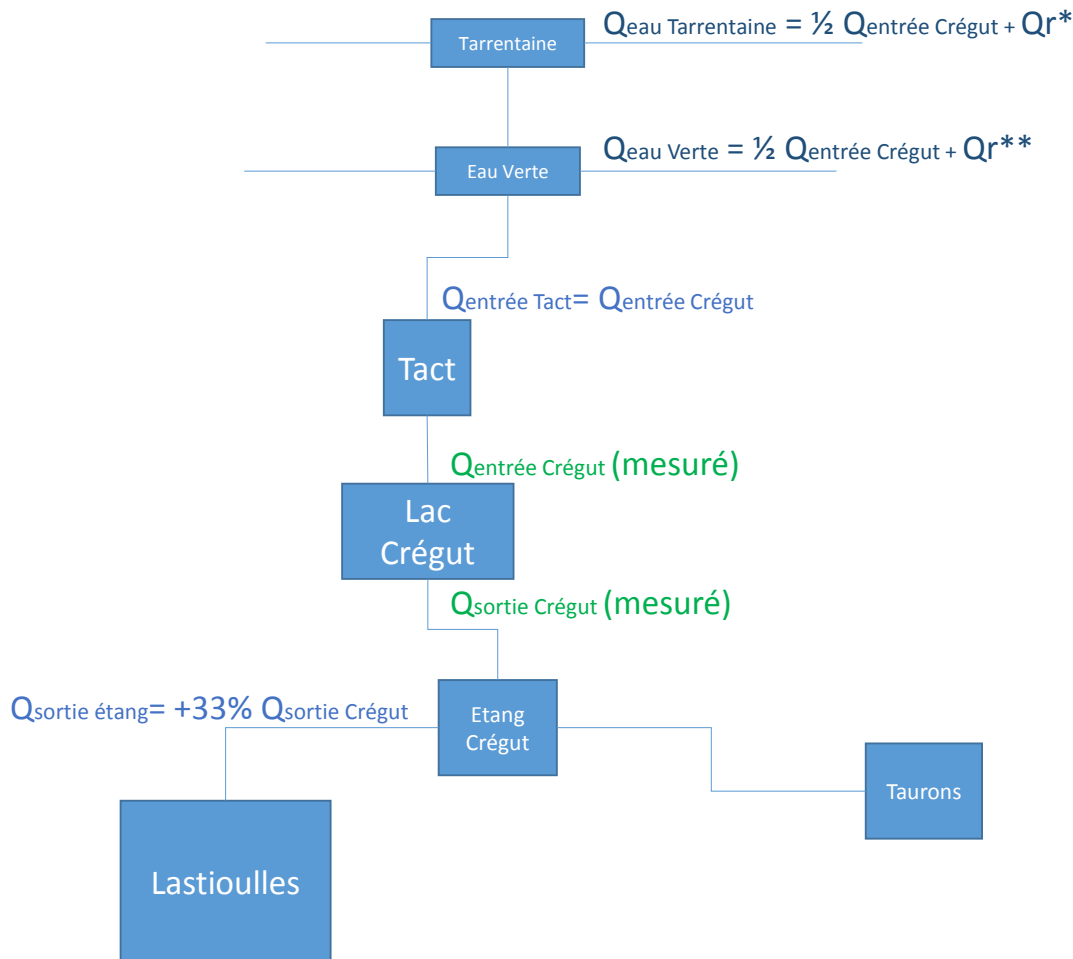 Qeau Tarrentaine = ½ Qentrée Crégut + Qr*
Tarrentaine
Qeau Verte = ½ Qentrée Crégut + Qr**
Eau Verte
Qentrée Tact= Qentrée Crégut
Tact
Qentrée Crégut (mesuré)
Lac
Crégut
Qsortie Crégut (mesuré)
Qsortie étang= +33% Qsortie Crégut
Etang
Crégut
Taurons
Lastioulles